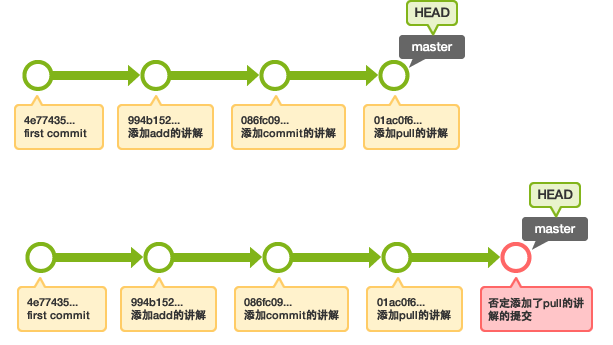 HEAD
master
4e77435...
first commit
994b152...
添加add的讲解
086fc09...
添加commit的讲解
01ac0f6...
添加pull的讲解
HEAD
master
4e77435...
first commit
994b152...
添加add的讲解
086fc09...
添加commit的讲解
01ac0f6...
添加pull的讲解
否定添加了pull的讲
解的提交